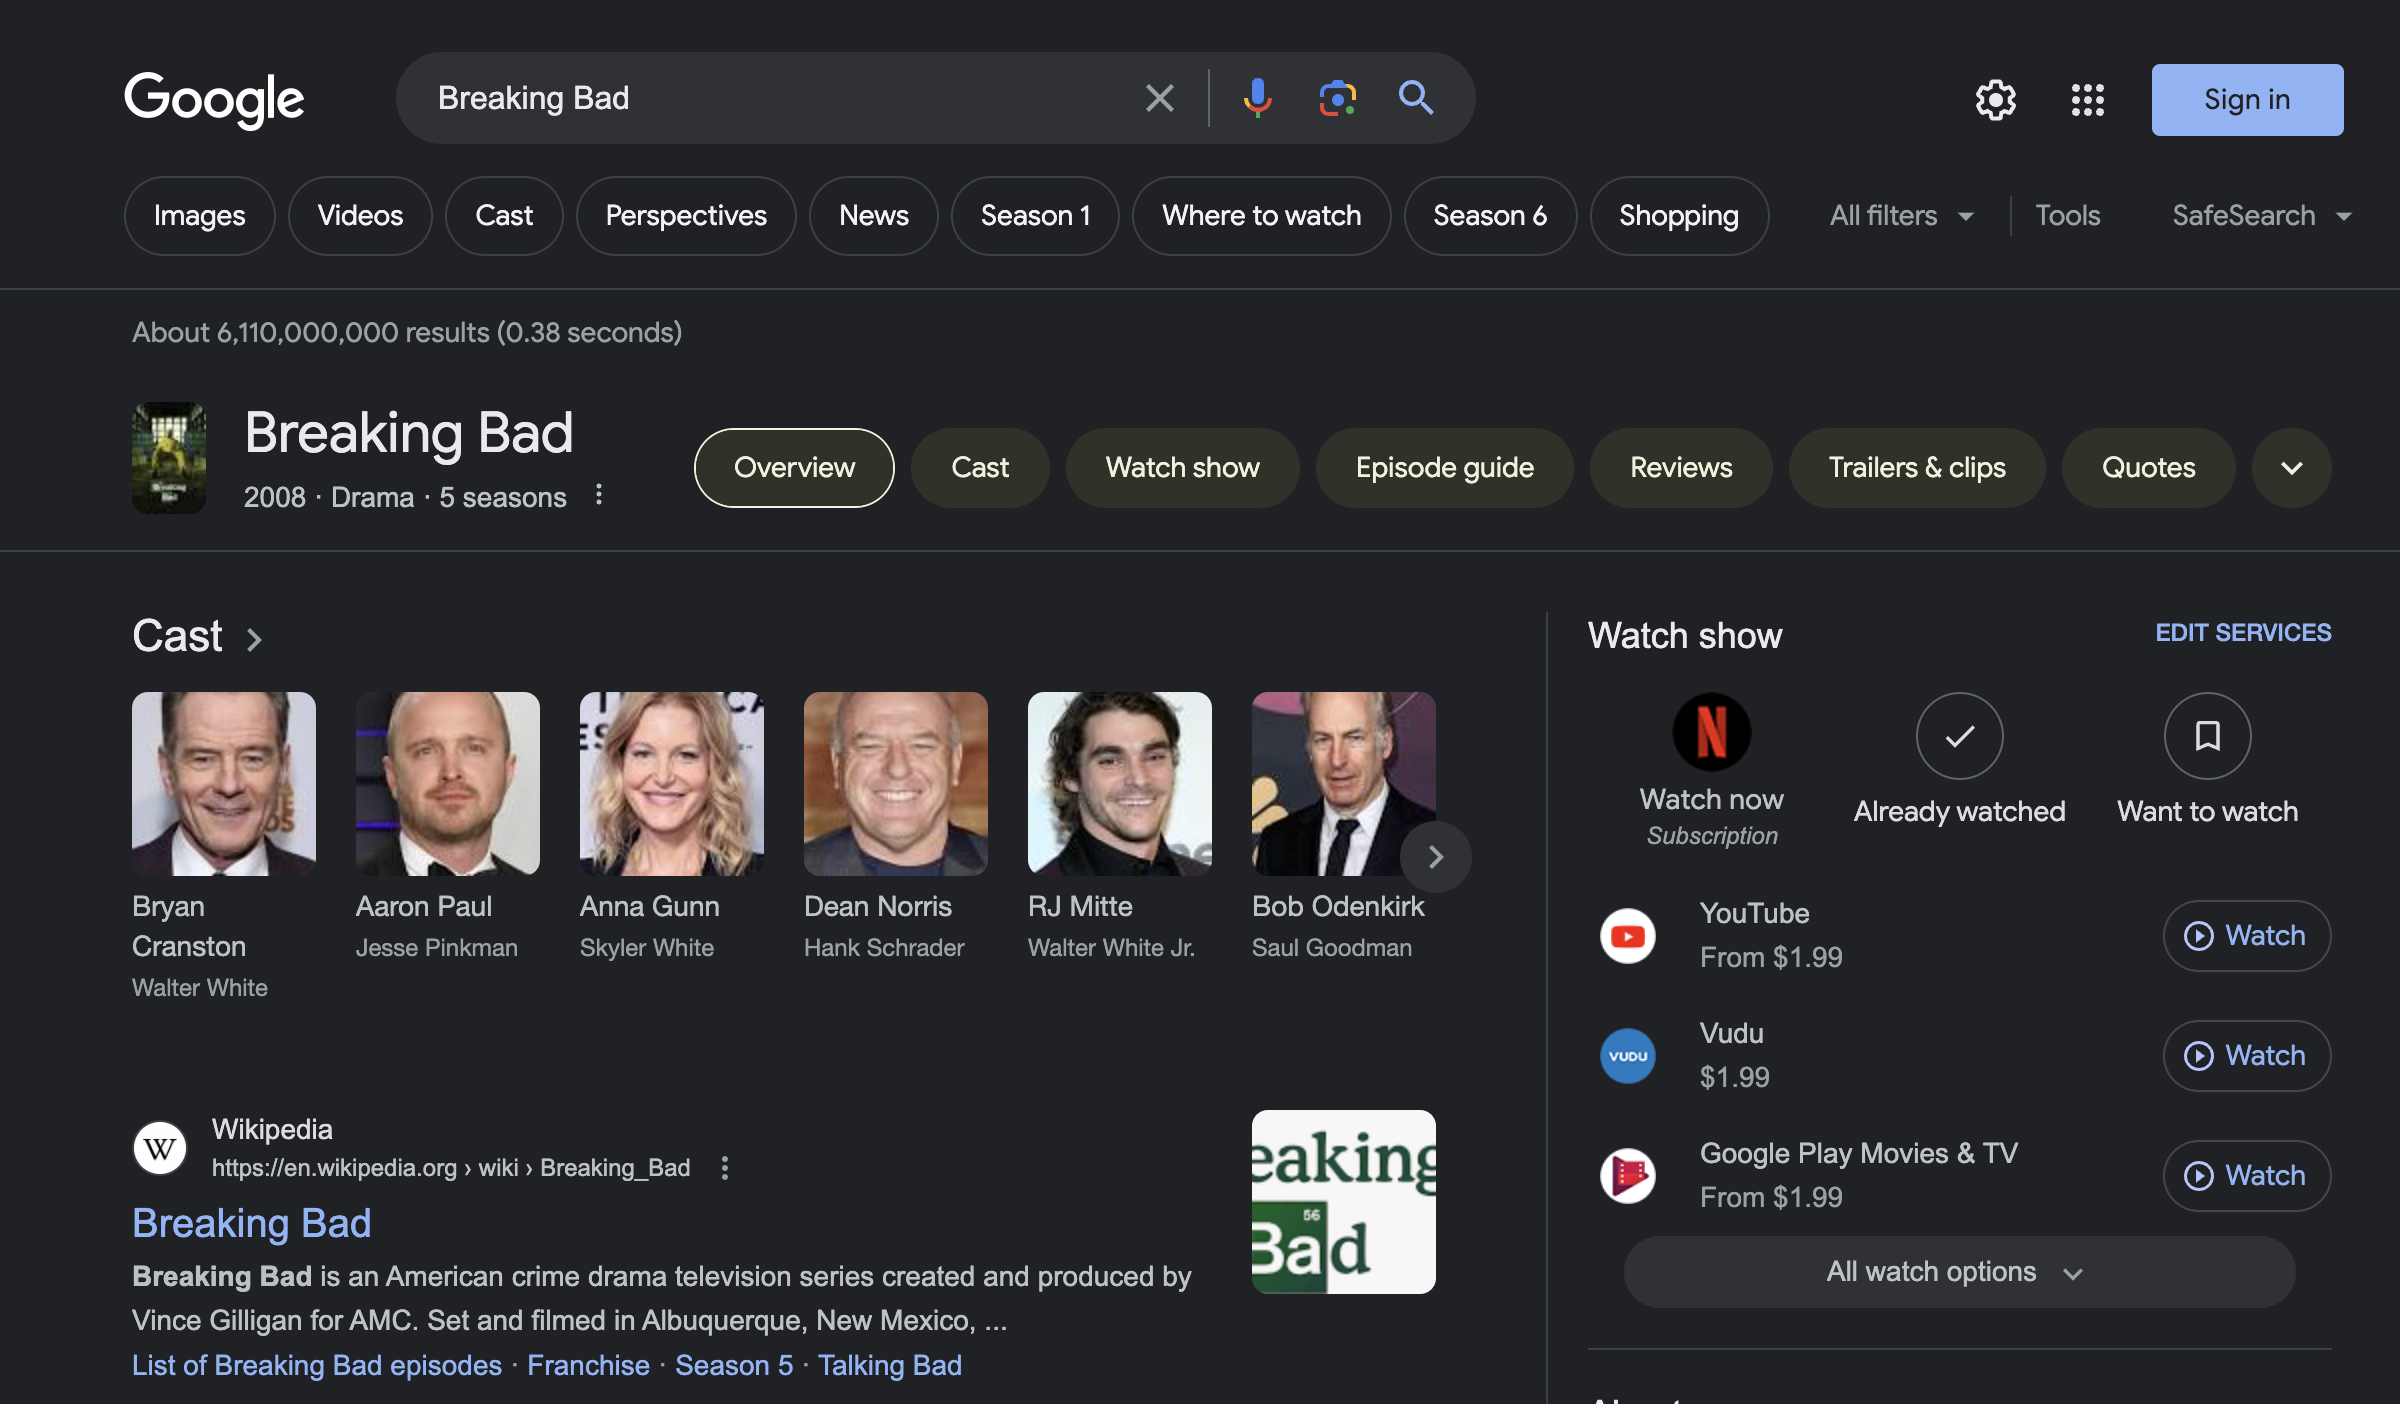 Google
Breaking Bad
Sign in
Images
Videos
Cast
Perspectives
News
Season 1
Where to watch
Season 6
Shopping
All filters
Tools
SafeSearch
About 6,110,000,000 results (0.38 seconds)
Breaking Bad
2008 · Drama · 5 seasons
Overview
Cast
Watch show
Episode guide
Reviews
Trailers & clips
Quotes
Cast
Bryan
Cranston
Walter White
Aaron Paul
Jesse Pinkman
Anna Gunn
Skyler White
Dean Norris
Hank Schrader
RJ Mitte
Walter White Jr.
Bob Odenkirk
Saul Goodman
Wikipedia
https://en.wikipedia.org › wiki › Breaking_Bad
Breaking Bad
Breaking Bad is an American crime drama television series created and produced by
Vince Gilligan for AMC. Set and filmed in Albuquerque, New Mexico, ...
List of Breaking Bad episodes · Franchise · Season 5 · Talking Bad
eaking
56
Bad
Watch show
EDIT SERVICES
N
Watch now
Subscription
Already watched
Want to watch
YouTube
From $1.99
Watch
VUDU
Vudu
$1.99
Watch
Google Play Movies & TV
From $1.99
Watch
All watch options